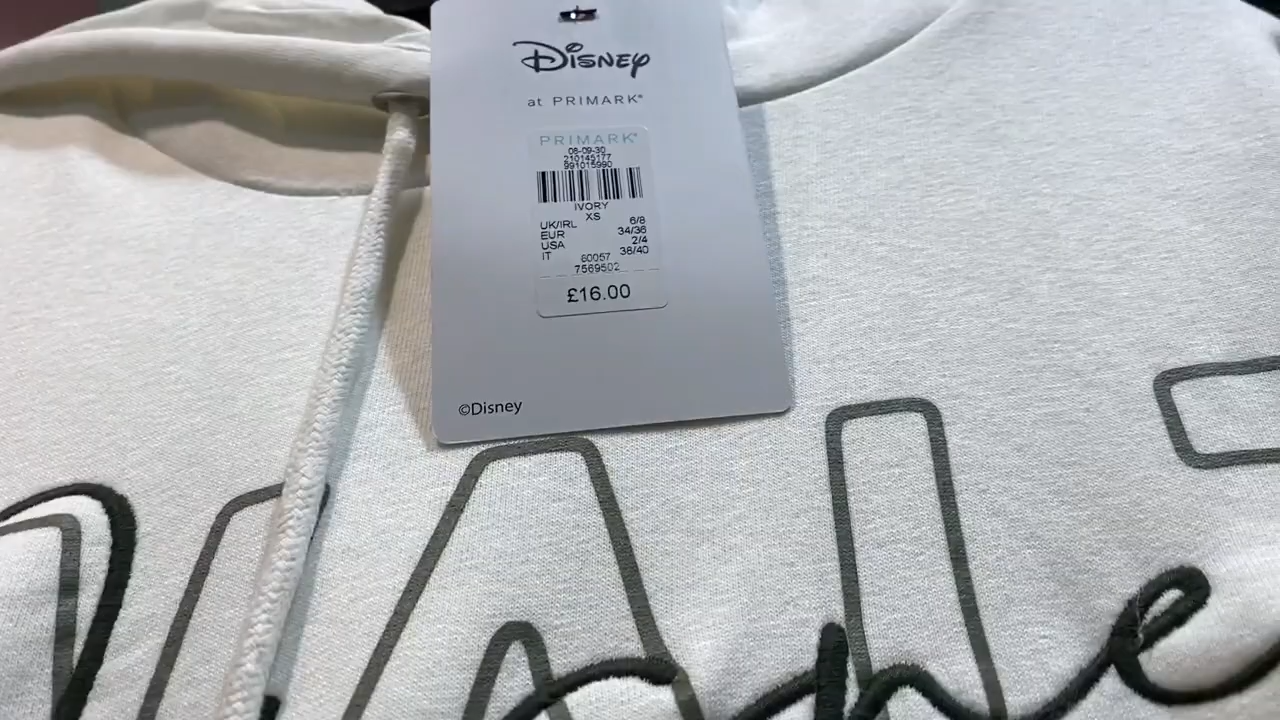 Disney
at PRIMARK®
PRIMARK®
08-09-30
210149177
991015990
IVORY
XS
UK/IRL 6/8
EUR 34/36
USA 2/4
IT 38/40
60057
7569502
£16.00
©Disney